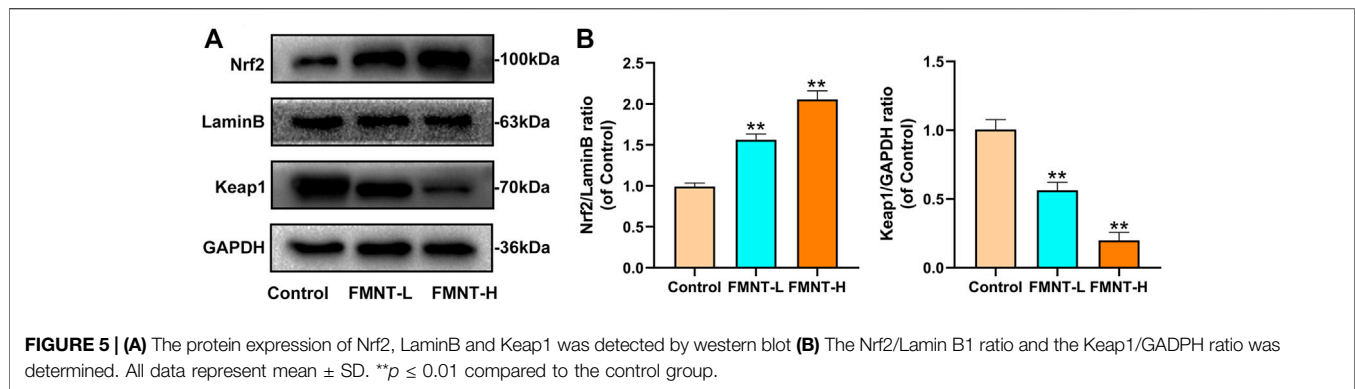 A
Nrf2
-100kDa
LaminB
-63kDa
Keap1
-70kDa
GAPDH
-36kDa
Control FMNT-L FMNT-H
B
Nrf2/LaminB ratio
(of Control)
2.5
2.0
1.5
1.0
0.5
0.0
**
**
Control FMNT-L FMNT-H
Keap1/GAPDH ratio
(of Control)
1.5
1.0
0.5
0.0
**
**
Control FMNT-L FMNT-H
FIGURE 5 | (A) The protein expression of Nrf2, LaminB and Keap1 was detected by western blot (B) The Nrf2/Lamin B1 ratio and the Keap1/GADPH ratio was
determined. All data represent mean ± SD. **p ≤ 0.01 compared to the control group.